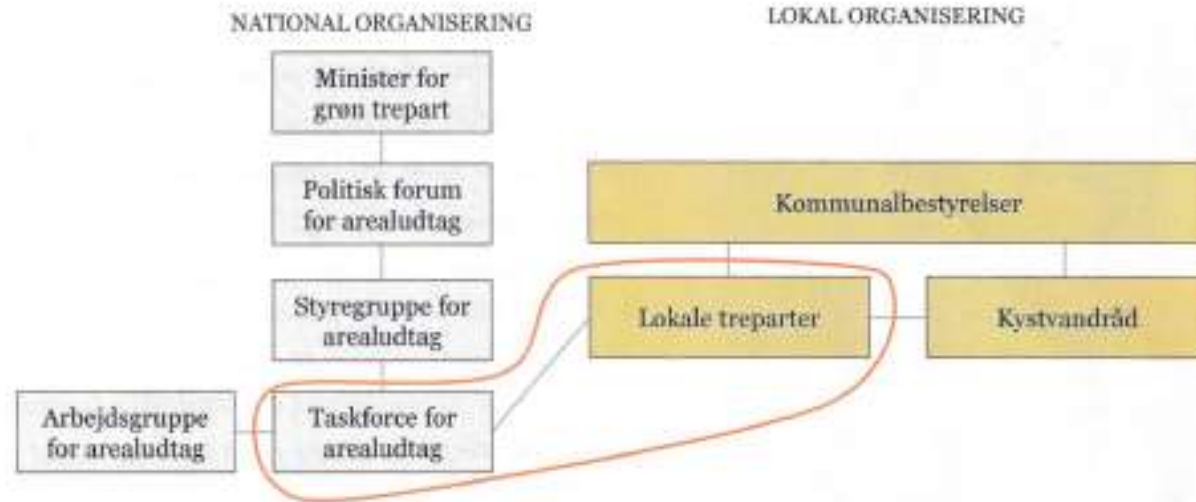 NATIONAL ORGANISERING
LOKAL ORGANISERING
Minister for
grøn trepart
Politisk forum
for arealudtag
Kommunalbestyrelser
Styregruppe for
arealudtag
Lokale treparter
Kystvandråd
Arbejdsgruppe
for arealudtag
Taskforce for
arealudtag